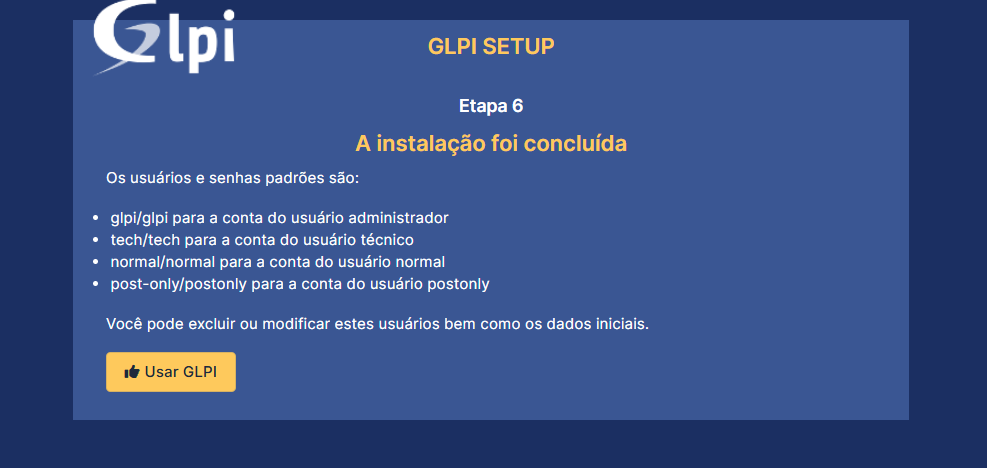 Glpi
GLPI SETUP
Etapa 6
A instalação foi concluída
Os usuários e senhas padrões são:
glpi/glpi para a conta do usuário administrador
tech/tech para a conta do usuário técnico
normal/normal para a conta do usuário normal
post-only/postonly para a conta do usuário postonly
Você pode excluir ou modificar estes usuários bem como os dados iniciais.
Usar GLPI